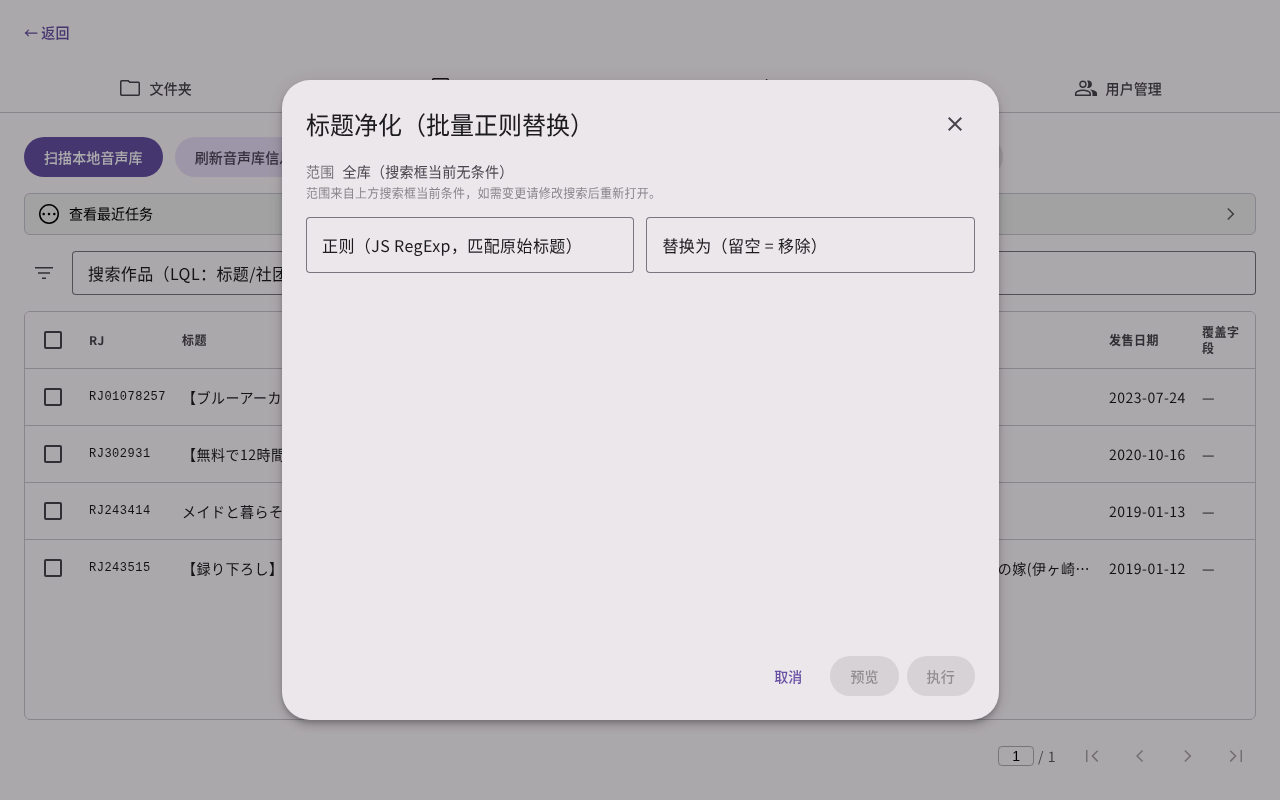 ← 返回
文件夹
用户管理
扫描本地音声库
刷新音声库信息
查看最近任务
搜索作品（LQL：标题/社团
RJ 标题 发售日期 覆盖字段
RJ01078257 【ブルーアーカ 2023-07-24 —
RJ302931 【無料で12時間 2020-10-16 —
RJ243414 メイドと暮らそ 2019-01-13 —
RJ243515 【録り下ろし】 の嫁(伊ヶ崎… 2019-01-12 —
1 / 1
标题净化（批量正则替换）
范围 全库（搜索框当前无条件）
范围来自上方搜索框当前条件，如需变更请修改搜索后重新打开。
正则（JS RegExp，匹配原始标题）
替换为（留空 = 移除）
取消
预览
执行